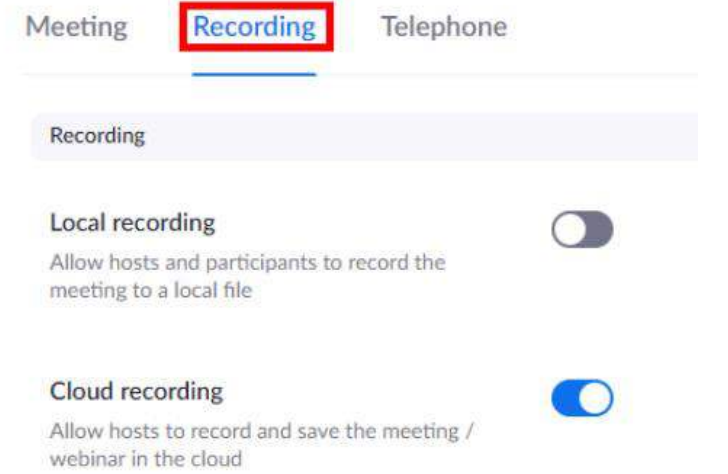 Meeting Recording Telephone
Recording
Local recording
Allow hosts and participants to record the
meeting to a local file
Cloud recording
Allow hosts to record and save the meeting /
webinar in the cloud